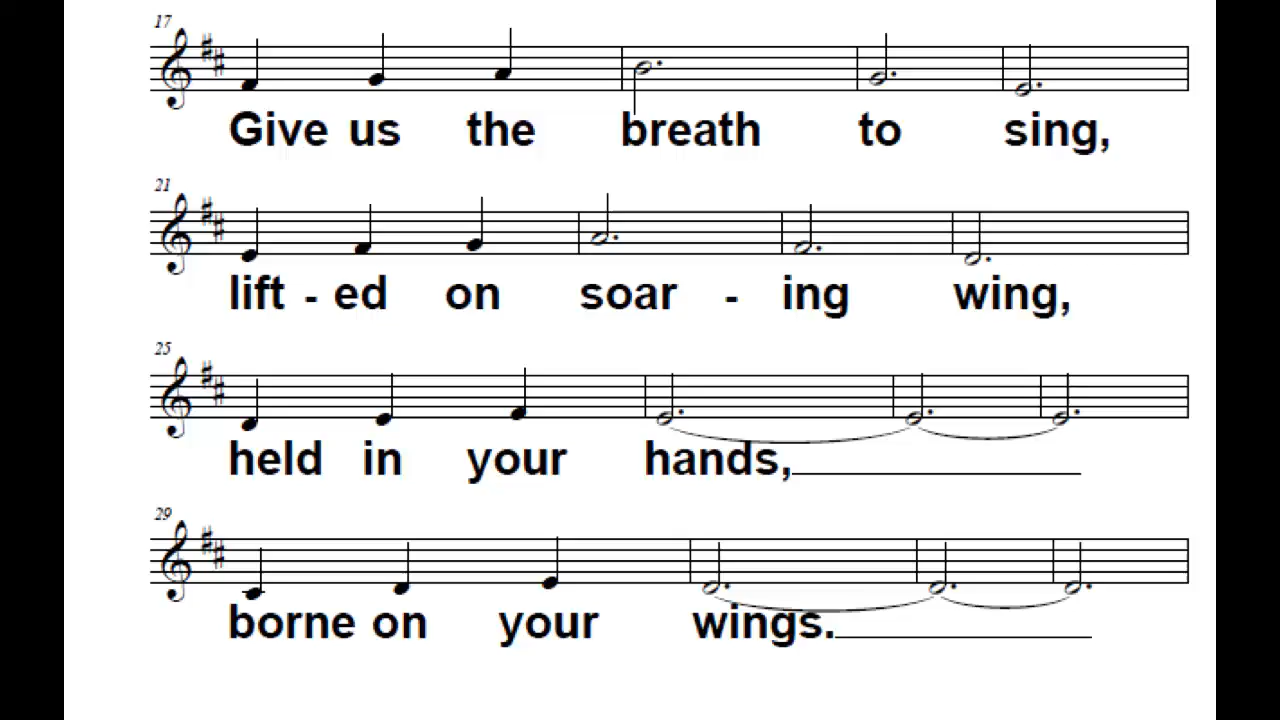 17
Give us the breath to sing,
21
lift - ed on soar - ing wing,
25
held in your hands,
29
borne on your wings.